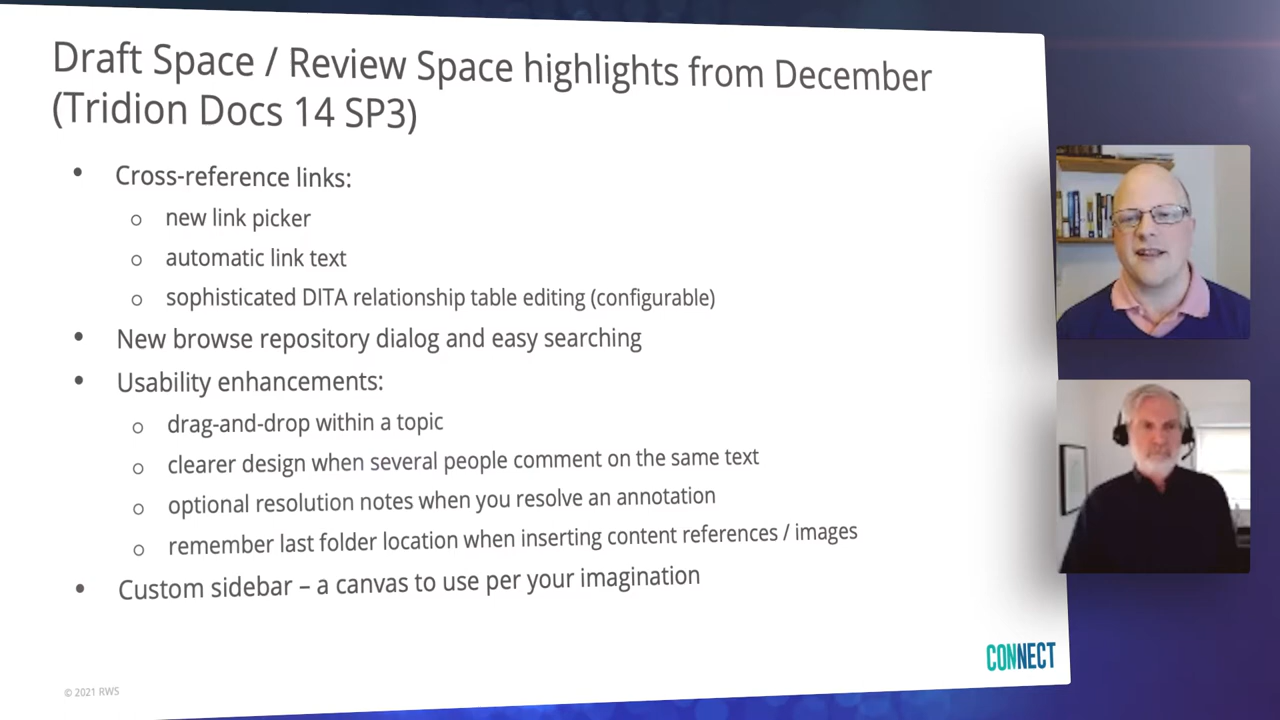 Draft Space / Review Space highlights from December
(Tridion Docs 14 SP3)
• Cross-reference links:
o new link picker
o automatic link text
o sophisticated DITA relationship table editing (configurable)
• New browse repository dialog and easy searching
• Usability enhancements:
o drag-and-drop within a topic
o clearer design when several people comment on the same text
o optional resolution notes when you resolve an annotation
o remember last folder location when inserting content references / images
• Custom sidebar – a canvas to use per your imagination
CONNECT
© 2021 RWS